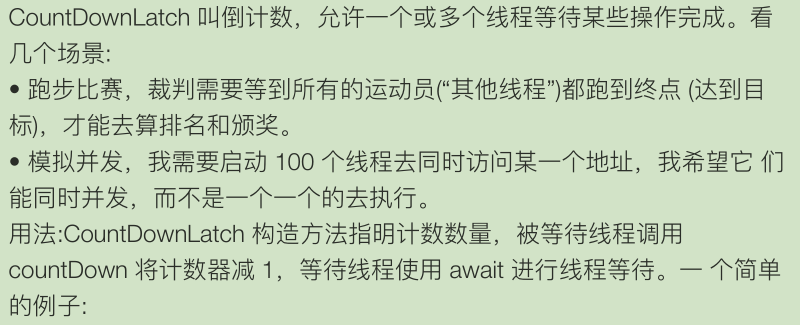 CountDownLatch 叫倒计数，允许一个或多个线程等待某些操作完成。看
几个场景:
• 跑步比赛，裁判需要等到所有的运动员(“其他线程”)都跑到终点 (达到目
标)，才能去算排名和颁奖。
• 模拟并发，我需要启动 100 个线程去同时访问某一个地址，我希望它 们
能同时并发，而不是一个一个的去执行。
用法:CountDownLatch 构造方法指明计数数量，被等待线程调用
countDown 将计数器减 1，等待线程使用 await 进行线程等待。一 个简单
的例子: